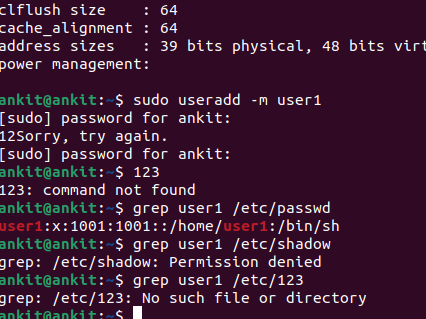 clflush size    : 64
cache_alignment : 64
address sizes   : 39 bits physical, 48 bits virt
power management:
ankit@ankit:~$ sudo useradd -m user1
[sudo] password for ankit:
12Sorry, try again.
[sudo] password for ankit:
ankit@ankit:~$ 123
123: command not found
ankit@ankit:~$ grep user1 /etc/passwd
user1:x:1001:1001::/home/user1:/bin/sh
ankit@ankit:~$ grep user1 /etc/shadow
grep: /etc/shadow: Permission denied
ankit@ankit:~$ grep user1 /etc/123
grep: /etc/123: No such file or directory
ankit@ankit:~$